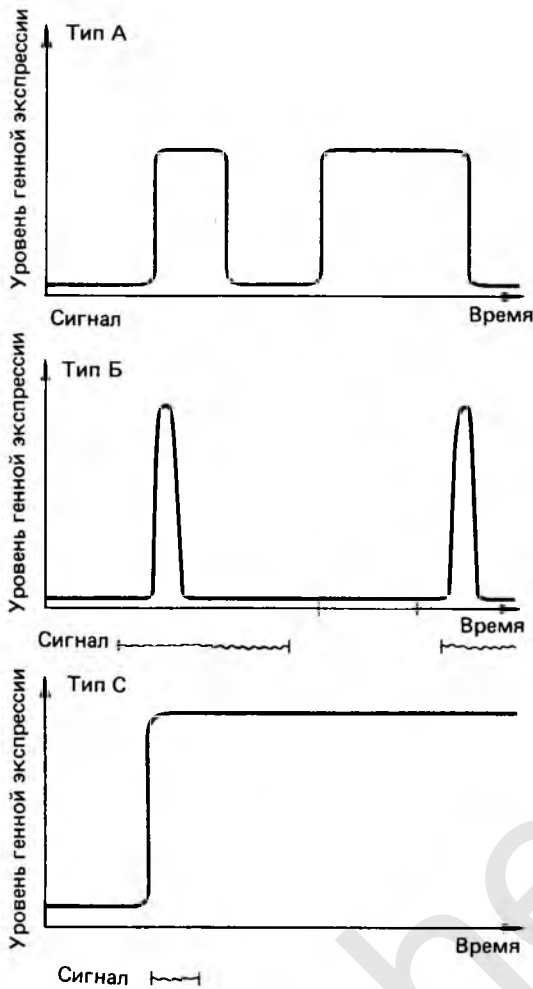 Тип А
Уровень генной экспрессии
Сигнал
Время
Тип Б
Уровень генной экспрессии
Время
Сигнал
Тип С
Уровень генной экспрессии
Время
Сигнал